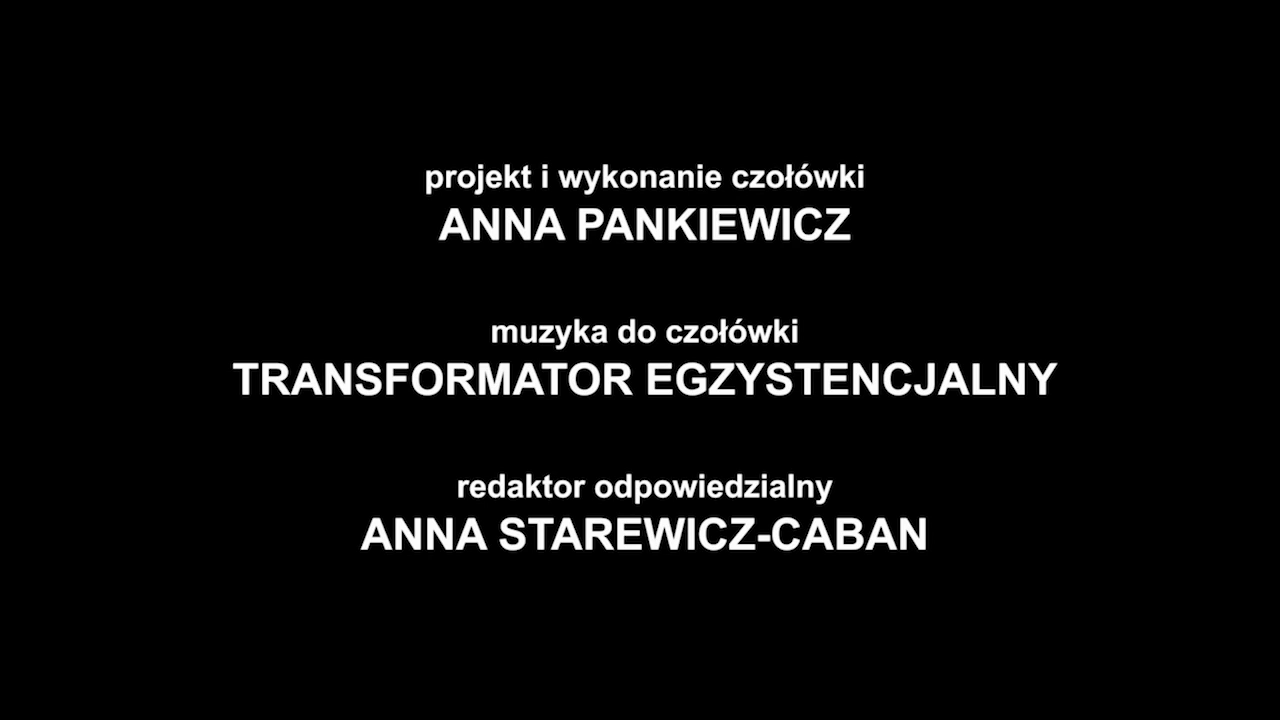 projekt i wykonanie czołówki
ANNA PANKIEWICZ
muzyka do czołówki
TRANSFORMATOR EGZYSTENCJALNY
redaktor odpowiedzialny
ANNA STAREWICZ-CABAN